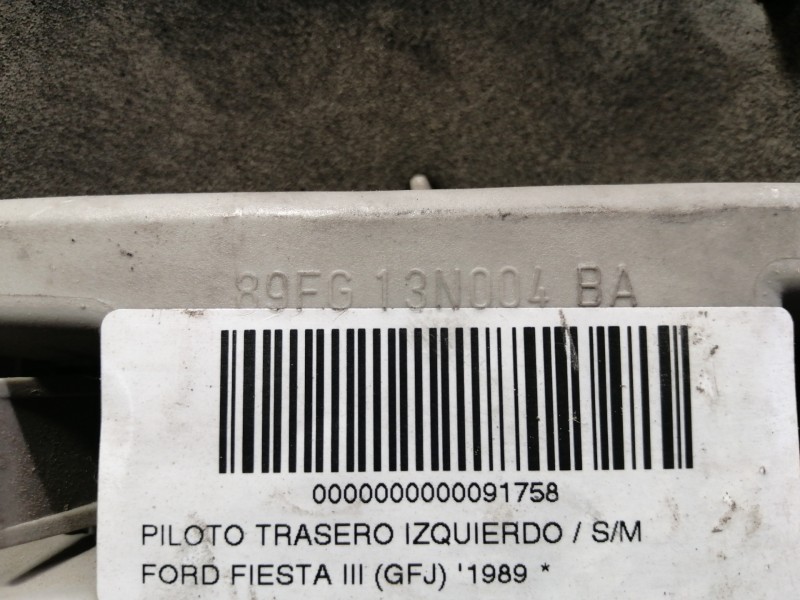 89FG 13N004 BA
0000000000091758
PILOTO TRASERO IZQUIERDO / S/M
FORD FIESTA III (GFJ) '1989 *